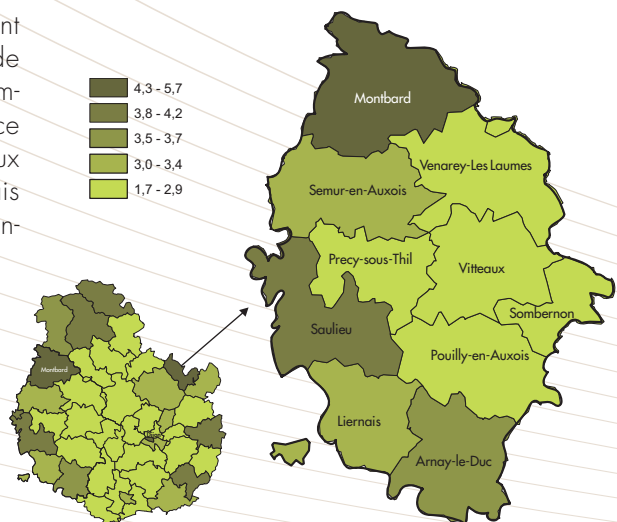 nt
de
m-
ce
ux
is
n-
4,3 - 5,7
3,8 - 4,2
3,5 - 3,7
3,0 - 3,4
1,7 - 2,9
Montbard
Venarey-Les Laumes
Semur-en-Auxois
Precy-sous-Thil
Vitteaux
Sombernon
Saulieu
Pouilly-en-Auxois
Liernais
Arnay-le-Duc
Montbard